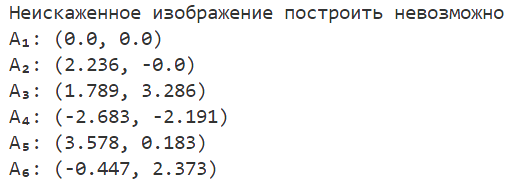 Неискаженное изображение построить невозможно
A₁: (0.0, 0.0)
A₂: (2.236, -0.0)
A₃: (1.789, 3.286)
A₄: (-2.683, -2.191)
A₅: (3.578, 0.183)
A₆: (-0.447, 2.373)